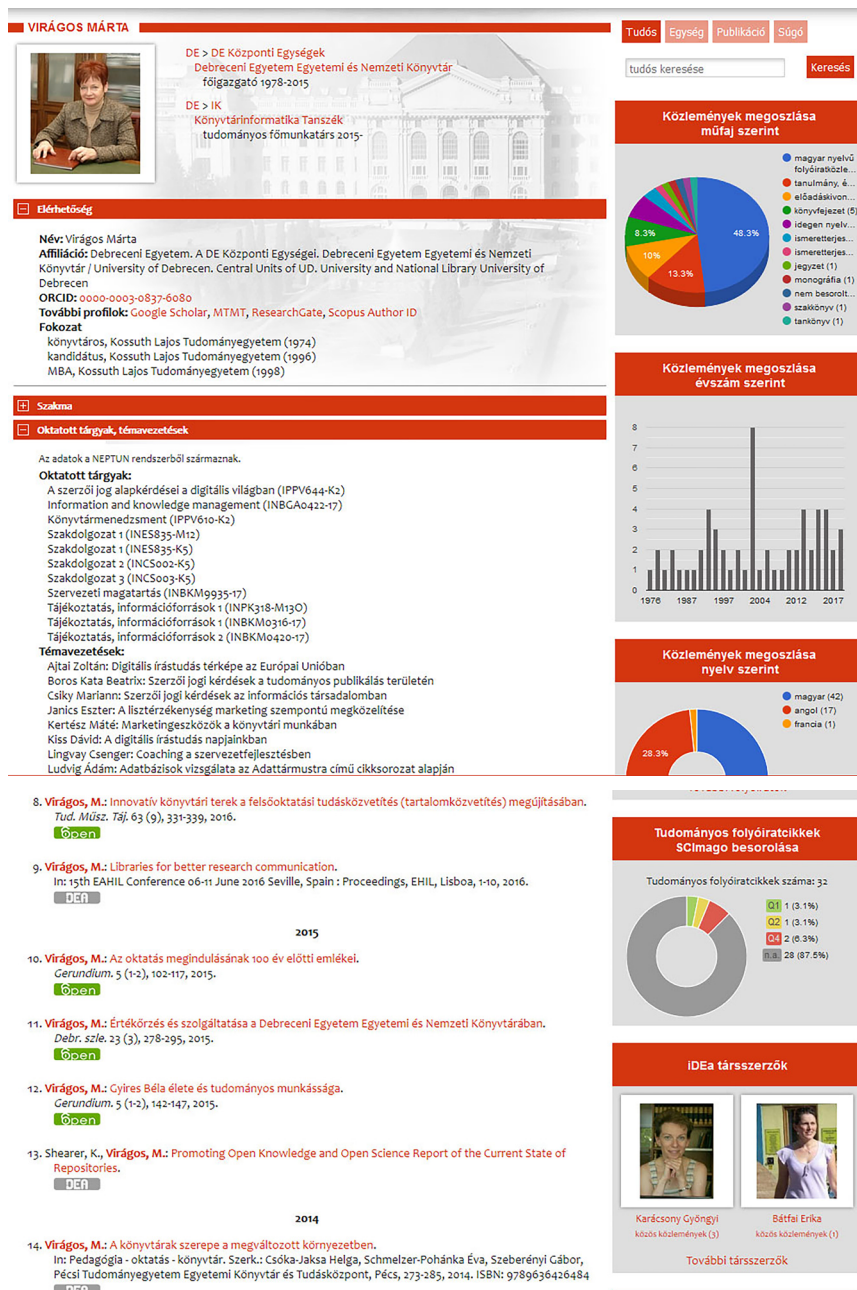 VIRÁGOS MÁRTA
DE > DE Központi Egységek
Debreceni Egyetem Egyetemi és Nemzeti Könyvtár
főigazgató 1978-2015
DE > IK
Könyvtárinformatika Tanszék
tudományos főmunkatárs 2015-
Elérhetőség
Név: Virágos Márta
Affiliáció: Debreceni Egyetem. A DE Központi Egységei. Debreceni Egyetem Egyetemi és Nemzeti
Könyvtár / University of Debrecen. Central Units of UD. University and National Library University of
Debrecen
ORCID: 0000-0003-0837-6080
További profilok: Google Scholar, MTMT, ResearchGate, Scopus Author ID
Fokozat
könyvtáros, Kossuth Lajos Tudományegyetem (1974)
kandidátus, Kossuth Lajos Tudományegyetem (1996)
MBA, Kossuth Lajos Tudományegyetem (1998)
Szakma
Oktatott tárgyak, témavezetések
Az adatok a NEPTUN rendszerből származnak.
Oktatott tárgyak:
A szerzői jog alapkérdései a digitális világban (IPPV644-K2)
Information and knowledge management (INBGA0422-17)
Könyvtármenedzsment (IPPV610-K2)
Szakdolgozat 1 (INES835-M12)
Szakdolgozat 1 (INES835-K5)
Szakdolgozat 2 (INCS002-K5)
Szakdolgozat 3 (INCS003-K5)
Szervezeti magatartás (INBKM9935-17)
Tájékoztatás, információforrások 1 (INPK318-M13O)
Tájékoztatás, információforrások 1 (INBKM0316-17)
Tájékoztatás, információforrások 2 (INBKM0420-17)
Témavezetések:
Ajtai Zoltán: Digitális írástudás térképe az Európai Unióban
Boros Kata Beatrix: Szerzői jogi kérdések a tudományos publikálás területén
Csiky Mariann: Szerzői jogi kérdések az információs társadalomban
Janics Eszter: A lisztérzékenység marketing szempontú megközelítése
Kertész Máté: Marketingeszközök a könyvtári munkában
Kiss Dávid: A digitális írástudás napjainkban
Lingvay Csenger: Coaching a szervezetfejlesztésben
Ludvig Ádám: Adatbázisok vizsgálata az Adattármustra című cikksorozat alapján
8. Virágos, M.: Innovatív könyvtári terek a felsőoktatási tudásközvetítés (tartalomközvetítés) megújításában.
Tud. Műsz. Táj. 63 (9), 331-339, 2016.
Open
9. Virágos, M.: Libraries for better research communication.
In: 15th EAHIL Conference 06-11 June 2016 Seville, Spain : Proceedings, EHIL, Lisboa, 1-10, 2016.
DEA
2015
10. Virágos, M.: Az oktatás megindulásának 100 év előtti emlékei.
Gerundium. 5 (1-2), 102-117, 2015.
Open
11. Virágos, M.: Értékőrzés és szolgáltatása a Debreceni Egyetem Egyetemi és Nemzeti Könyvtárában.
Debr. szle. 23 (3), 278-295, 2015.
Open
12. Virágos, M.: Gyires Béla élete és tudományos munkássága.
Gerundium. 5 (1-2), 142-147, 2015.
Open
13. Shearer, K., Virágos, M.: Promoting Open Knowledge and Open Science Report of the Current State of
Repositories.
DEA
2014
14. Virágos, M.: A könyvtárak szerepe a megváltozott környezetben.
In: Pedagógia - oktatás - könyvtár. Szerk.: Csóka-Jaksa Helga, Schmelzer-Pohánka Éva, Szeberényi Gábor,
Pécsi Tudományegyetem Egyetemi Könyvtár és Tudásközpont, Pécs, 273-285, 2014. ISBN: 9789636426484
Tudós Egység Publikáció Súgó
tudós keresése Keresés
Közlemények megoszlása
műfaj szerint
48.3%
13.3%
10%
8.3%
magyar nyelvű
folyóiratközle...
tanulmány, é...
előadáskivon...
könyvfejezet (5)
idegen nyelv...
ismeretterjes...
ismeretterjes...
jegyzet (1)
monográfia (1)
nem besorolt...
szakkönyv (1)
tankönyv (1)
Közlemények megoszlása
évszám szerint
8
7
6
5
4
3
2
1
0
1976 1987 1997 2004 2012 2017
Közlemények megoszlása
nyelv szerint
28.3%
magyar (42)
angol (17)
francia (1)
Tudományos folyóiratcikkek
SCImago besorolása
Tudományos folyóiratcikkek száma: 32
Q1 1 (3.1%)
Q2 1 (3.1%)
Q4 2 (6.3%)
n.a. 28 (87.5%)
iDEa társszerzők
Karácsony Gyöngyi
közös közlemények (3)
Bátfai Erika
közös közlemények (1)
További társszerzők